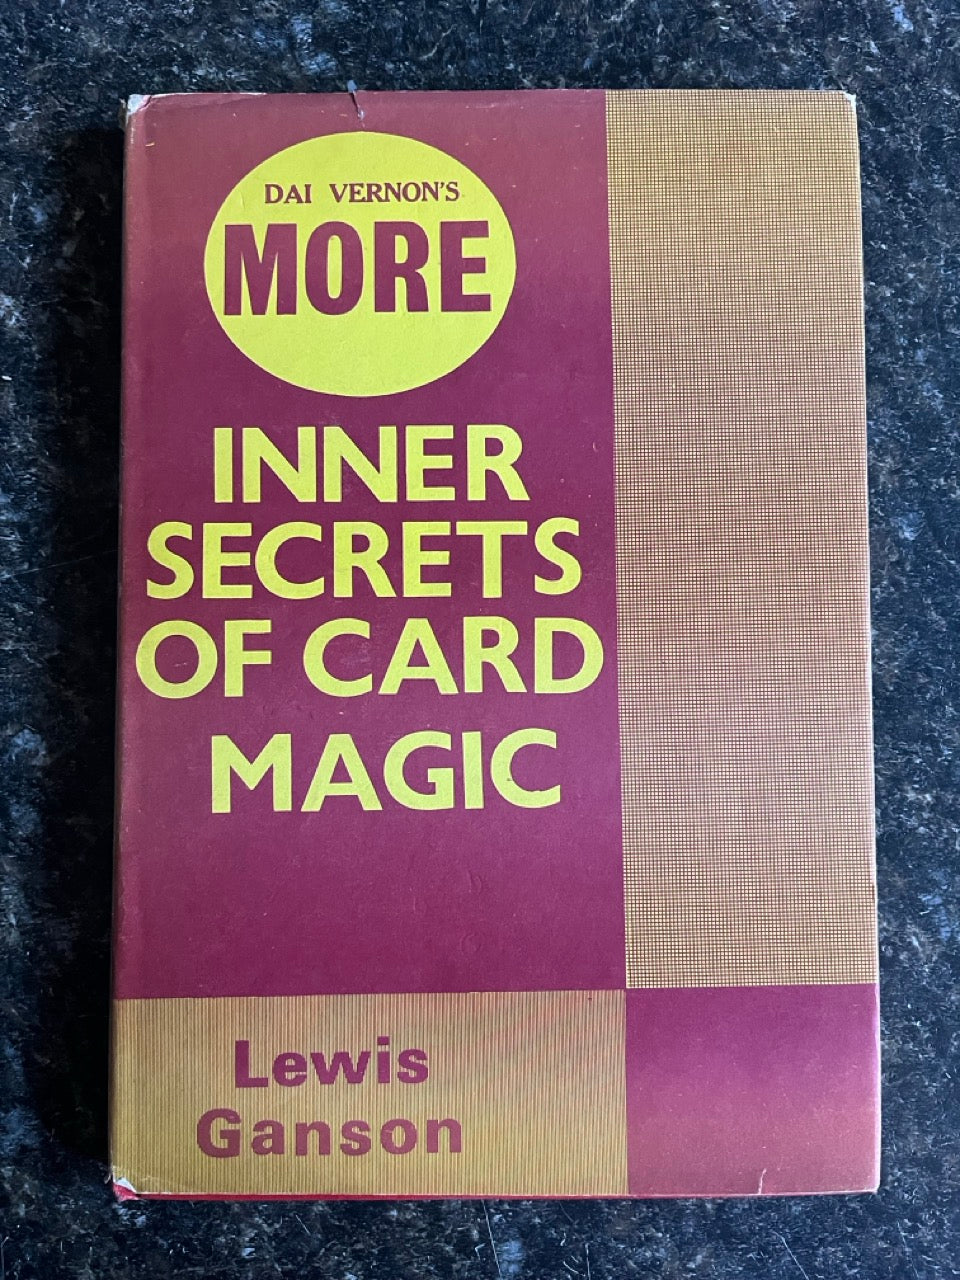 DAI VERNON'S
MORE
INNER
SECRETS
OF CARD
MAGIC
Lewis
Ganson